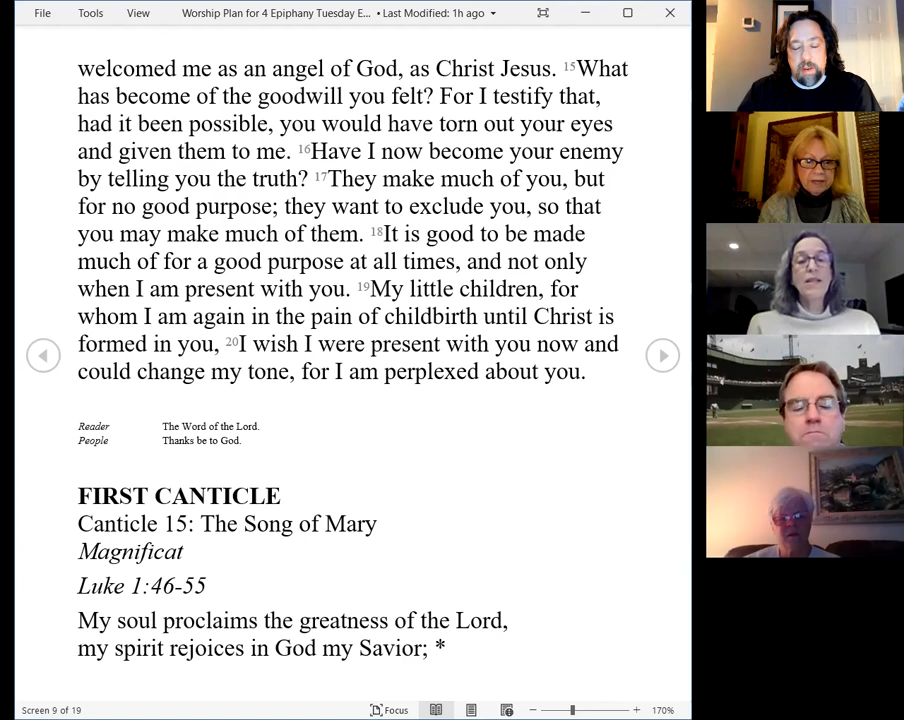 File Tools View Worship Plan for 4 Epiphany Tuesday E... • Last Modified: 1h ago
welcomed me as an angel of God, as Christ Jesus. 15What
has become of the goodwill you felt? For I testify that,
had it been possible, you would have torn out your eyes
and given them to me. 16Have I now become your enemy
by telling you the truth? 17They make much of you, but
for no good purpose; they want to exclude you, so that
you may make much of them. 18It is good to be made
much of for a good purpose at all times, and not only
when I am present with you. 19My little children, for
whom I am again in the pain of childbirth until Christ is
formed in you, 20I wish I were present with you now and
could change my tone, for I am perplexed about you.
Reader The Word of the Lord.
People Thanks be to God.
FIRST CANTICLE
Canticle 15: The Song of Mary
Magnificat
Luke 1:46-55
My soul proclaims the greatness of the Lord,
my spirit rejoices in God my Savior; *
Screen 9 of 19 Focus 170%